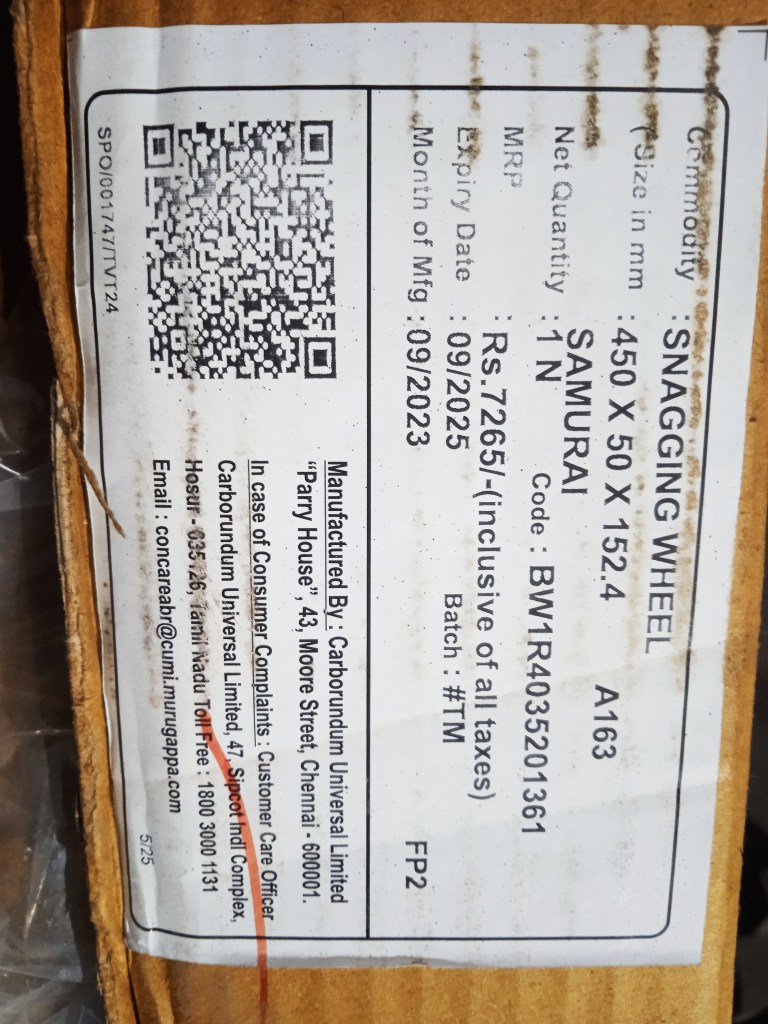 Commodity : SNAGGING WHEEL
( Size in mm : 450 X 50 X 152.4 A163
SAMURAI
Net Quantity : 1 N Code : BW1R4035201361
MRP : Rs.7265/-(inclusive of all taxes)
Expiry Date : 09/2025 Batch : #TM
Month of Mfg : 09/2023 FP2
Manufactured By : Carborundum Universal Limited
"Parry House", 43, Moore Street, Chennai - 600001.
In case of Consumer Complaints : Customer Care Officer
Carborundum Universal Limited, 47, Sipcot Indl Complex,
Hosur - 635126, Tamil Nadu Toll Free : 1800 3000 1131
Email : concareabr@cumi.murugappa.com
SPO/001747/TVT24
5/25